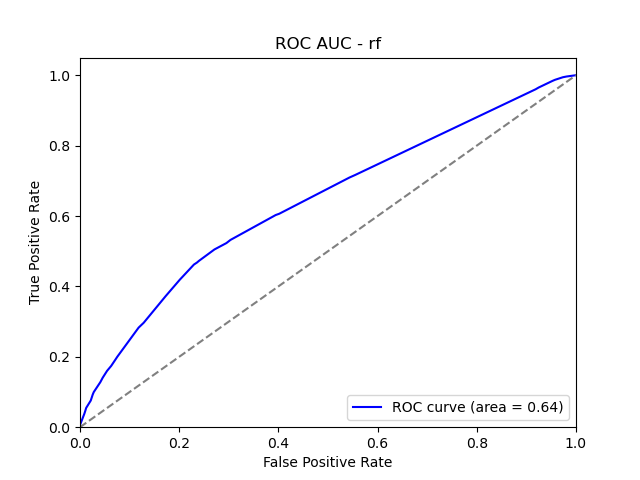 ROC AUC - rf
True Positive Rate
1.0
0.8
0.6
0.4
0.2
0.0
ROC curve (area = 0.64)
0.0 0.2 0.4 0.6 0.8 1.0
False Positive Rate